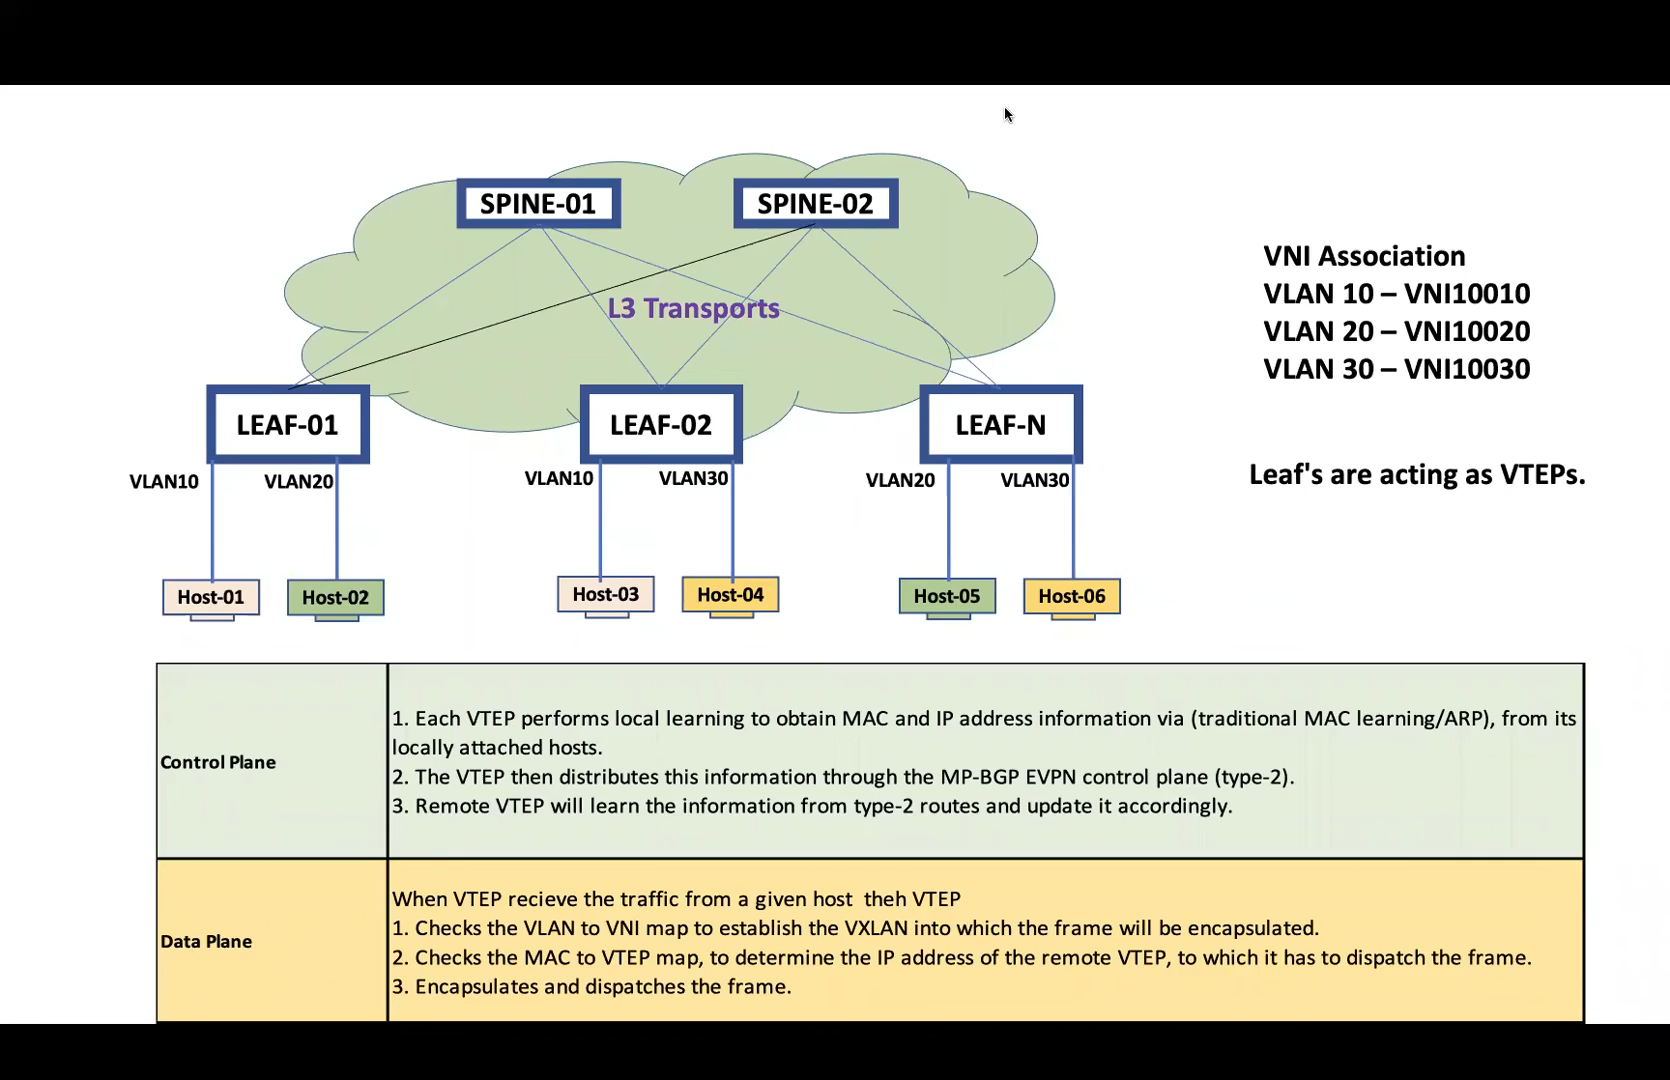 SPINE-01
SPINE-02
L3 Transports
VNI Association
VLAN 10 – VNI10010
VLAN 20 – VNI10020
VLAN 30 – VNI10030
LEAF-01
LEAF-02
LEAF-N
Leaf's are acting as VTEPs.
VLAN10
VLAN20
VLAN10
VLAN30
VLAN20
VLAN30
Host-01
Host-02
Host-03
Host-04
Host-05
Host-06
Control Plane
1. Each VTEP performs local learning to obtain MAC and IP address information via (traditional MAC learning/ARP), from its
locally attached hosts.
2. The VTEP then distributes this information through the MP-BGP EVPN control plane (type-2).
3. Remote VTEP will learn the information from type-2 routes and update it accordingly.
Data Plane
When VTEP recieve the traffic from a given host theh VTEP
1. Checks the VLAN to VNI map to establish the VXLAN into which the frame will be encapsulated.
2. Checks the MAC to VTEP map, to determine the IP address of the remote VTEP, to which it has to dispatch the frame.
3. Encapsulates and dispatches the frame.